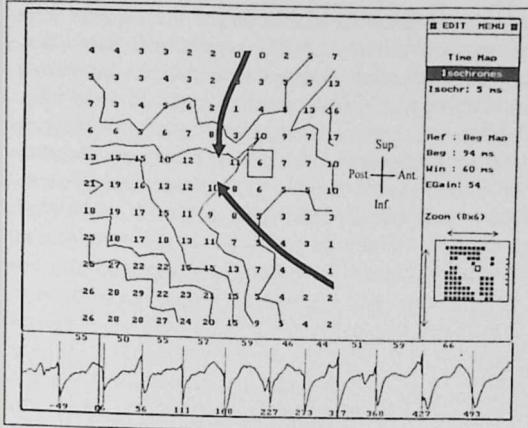 EDIT MENU
Time Map
Isochrones
Isochr: 5 ms
Ref : Beg Map
Beg : 94 ms
Win : 60 ms
EGain: 54
Zoom (8x6)
Sup
Post Ant.
Inf
4 4 3 3 2 2 0 0 2 5 7
5 3 3 4 3 2 3 5 13
7 3 4 5 6 2 1 4 13
6 6 5 6 7 8 3 10 9 17
13 15 15 10 12 13 6 7 7 10
21 19 16 13 12 10 8 6 5 5 10
18 19 17 15 11 9 8 5 3 3 3
25 18 17 18 13 11 7 5 3 1
26 27 22 22 16 15 13 7 4 1
26 28 29 22 23 21 15 5 4 2 2
26 28 28 27 24 20 15 9 5 4 2
55 50 55 57 59 46 44 51 59 66
-49 56 111 168 227 273 317 368 427 493